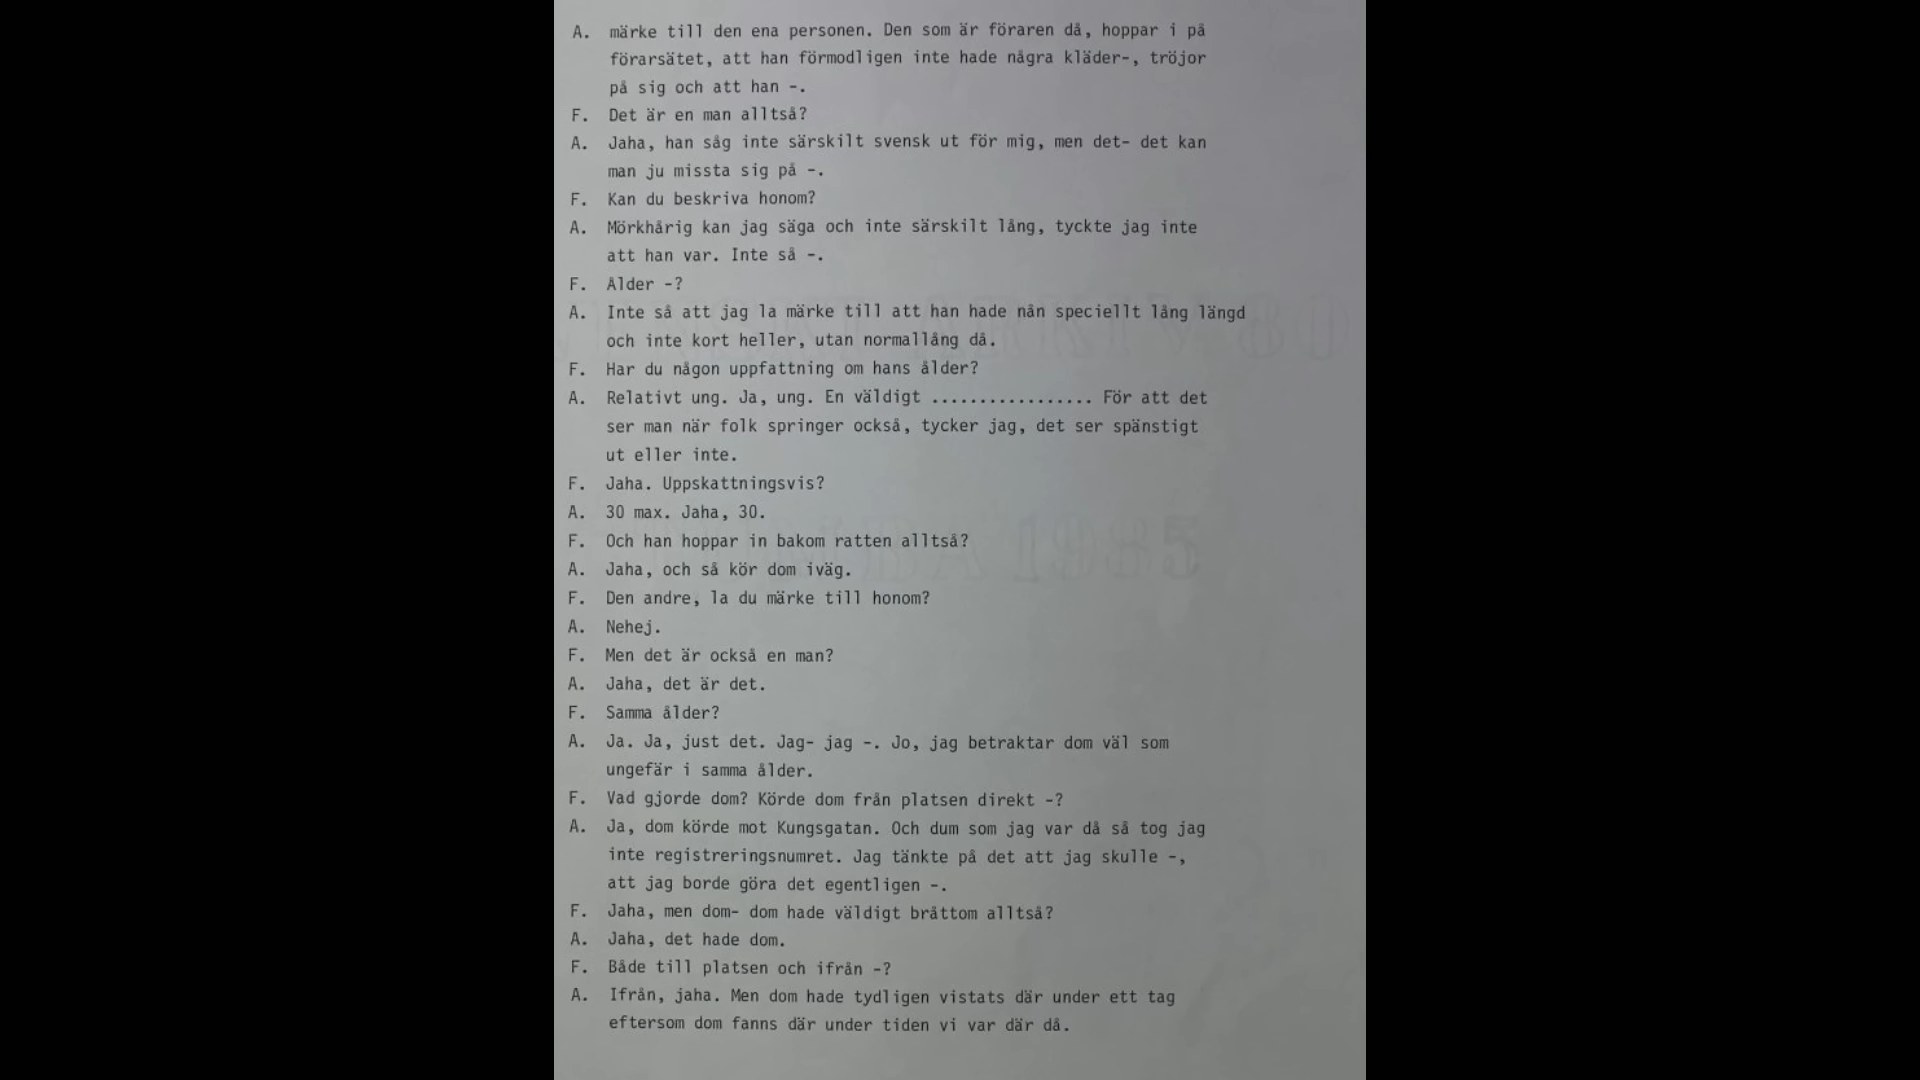 A. märke till den ena personen. Den som är föraren då, hoppar i på
förarsätet, att han förmodligen inte hade några kläder-, tröjor
på sig och att han -.
F. Det är en man alltså?
A. Jaha, han såg inte särskilt svensk ut för mig, men det- det kan
man ju missta sig på -.
F. Kan du beskriva honom?
A. Mörkhårig kan jag säga och inte särskilt lång, tyckte jag inte
att han var. Inte så -.
F. Ålder -?
A. Inte så att jag la märke till att han hade nån speciellt lång längd
och inte kort heller, utan normallång då.
F. Har du någon uppfattning om hans ålder?
A. Relativt ung. Ja, ung. En väldigt ................. För att det
ser man när folk springer också, tycker jag, det ser spänstigt
ut eller inte.
F. Jaha. Uppskattningsvis?
A. 30 max. Jaha, 30.
F. Och han hoppar in bakom ratten alltså?
A. Jaha, och så kör dom iväg.
F. Den andre, la du märke till honom?
A. Nehej.
F. Men det är också en man?
A. Jaha, det är det.
F. Samma ålder?
A. Ja. Ja, just det. Jag- jag -. Jo, jag betraktar dom väl som
ungefär i samma ålder.
F. Vad gjorde dom? Körde dom från platsen direkt -?
A. Ja, dom körde mot Kungsgatan. Och dum som jag var då så tog jag
inte registreringsnumret. Jag tänkte på det att jag skulle -,
att jag borde göra det egentligen -.
F. Jaha, men dom- dom hade väldigt bråttom alltså?
A. Jaha, det hade dom.
F. Både till platsen och ifrån -?
A. Ifrån, jaha. Men dom hade tydligen vistats där under ett tag
eftersom dom fanns där under tiden vi var där då.